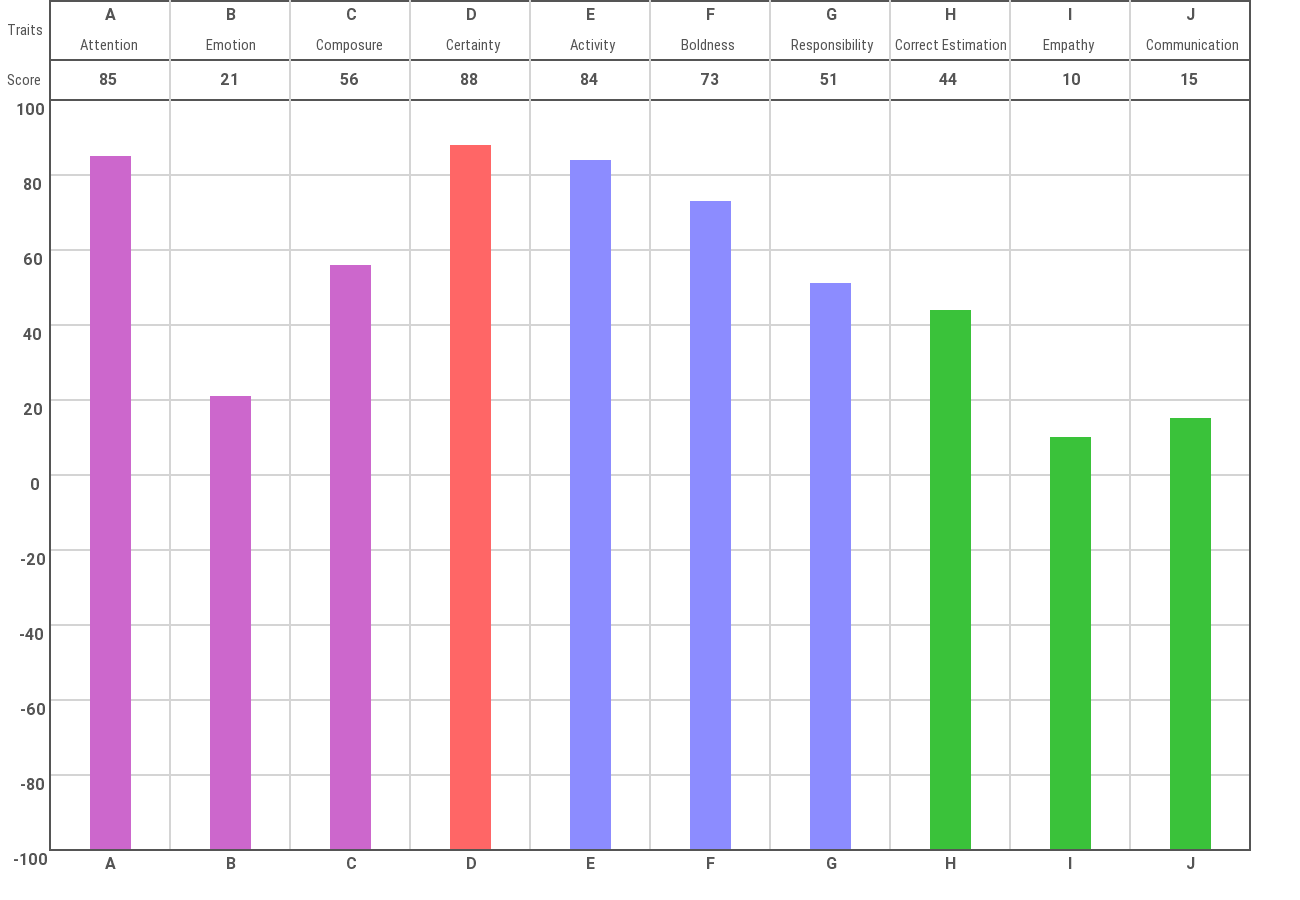 Traits A B C D E F G H I J
Attention Emotion Composure Certainty Activity Boldness Responsibility Correct Estimation Empathy Communication
Score 85 21 56 88 84 73 51 44 10 15
100
80
60
40
20
0
-20
-40
-60
-80
-100
A B C D E F G H I J